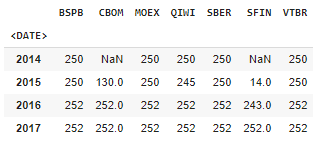 BSPB CBOM MOEX QIWI SBER SFIN VTBR
<DATE>
2014 250 NaN 250 250 250 NaN 250
2015 250 130.0 250 245 250 14.0 250
2016 252 252.0 252 252 252 243.0 252
2017 252 252.0 252 252 252 252.0 252